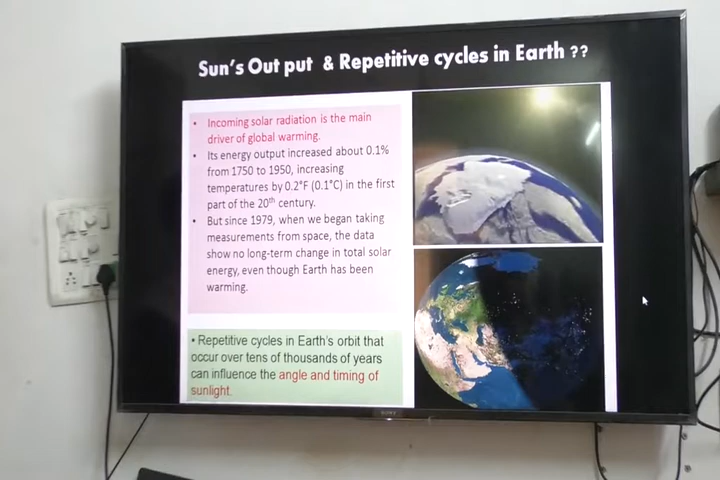 Sun's Out put & Repetitive cycles in Earth ??
• Incoming solar radiation is the main
driver of global warming.
• Its energy output increased about 0.1%
from 1750 to 1950, increasing
temperatures by 0.2°F (0.1°C) in the first
part of the 20th century.
• But since 1979, when we began taking
measurements from space, the data
show no long-term change in total solar
energy, even though Earth has been
warming.
• Repetitive cycles in Earth's orbit that
occur over tens of thousands of years
can influence the angle and timing of
sunlight.
SONY